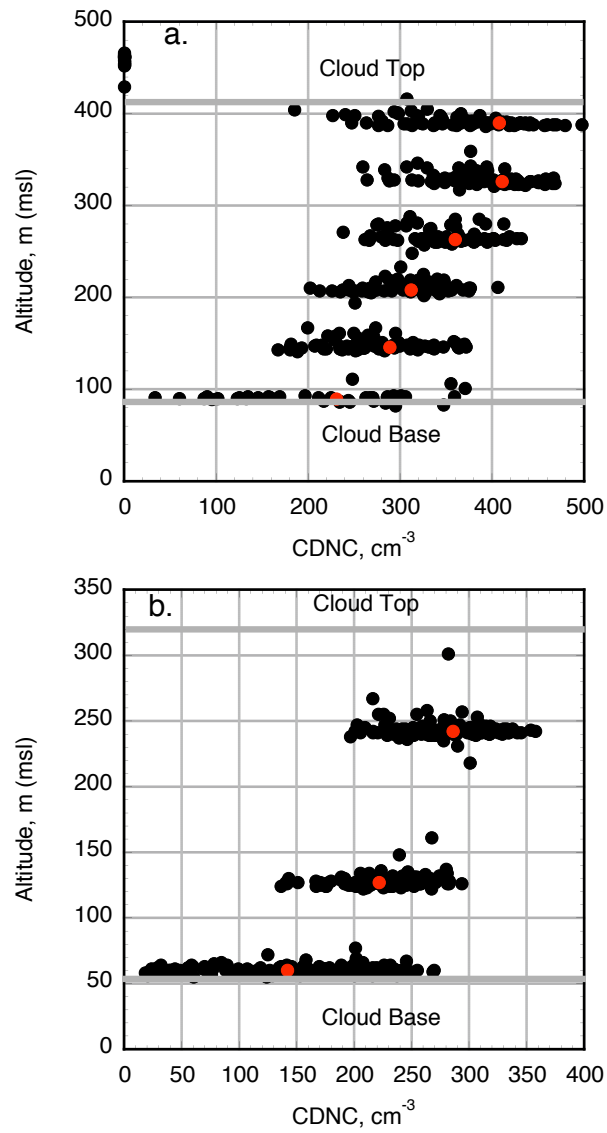 a.
500
Cloud Top
400
300
Altitude, m (msl)
200
100
Cloud Base
0
0 100 200 300 400 500
CDNC, cm⁻³
350
b.
Cloud Top
300
250
Altitude, m (msl)
200
150
100
50
Cloud Base
0
0 50 100 150 200 250 300 350 400
CDNC, cm⁻³